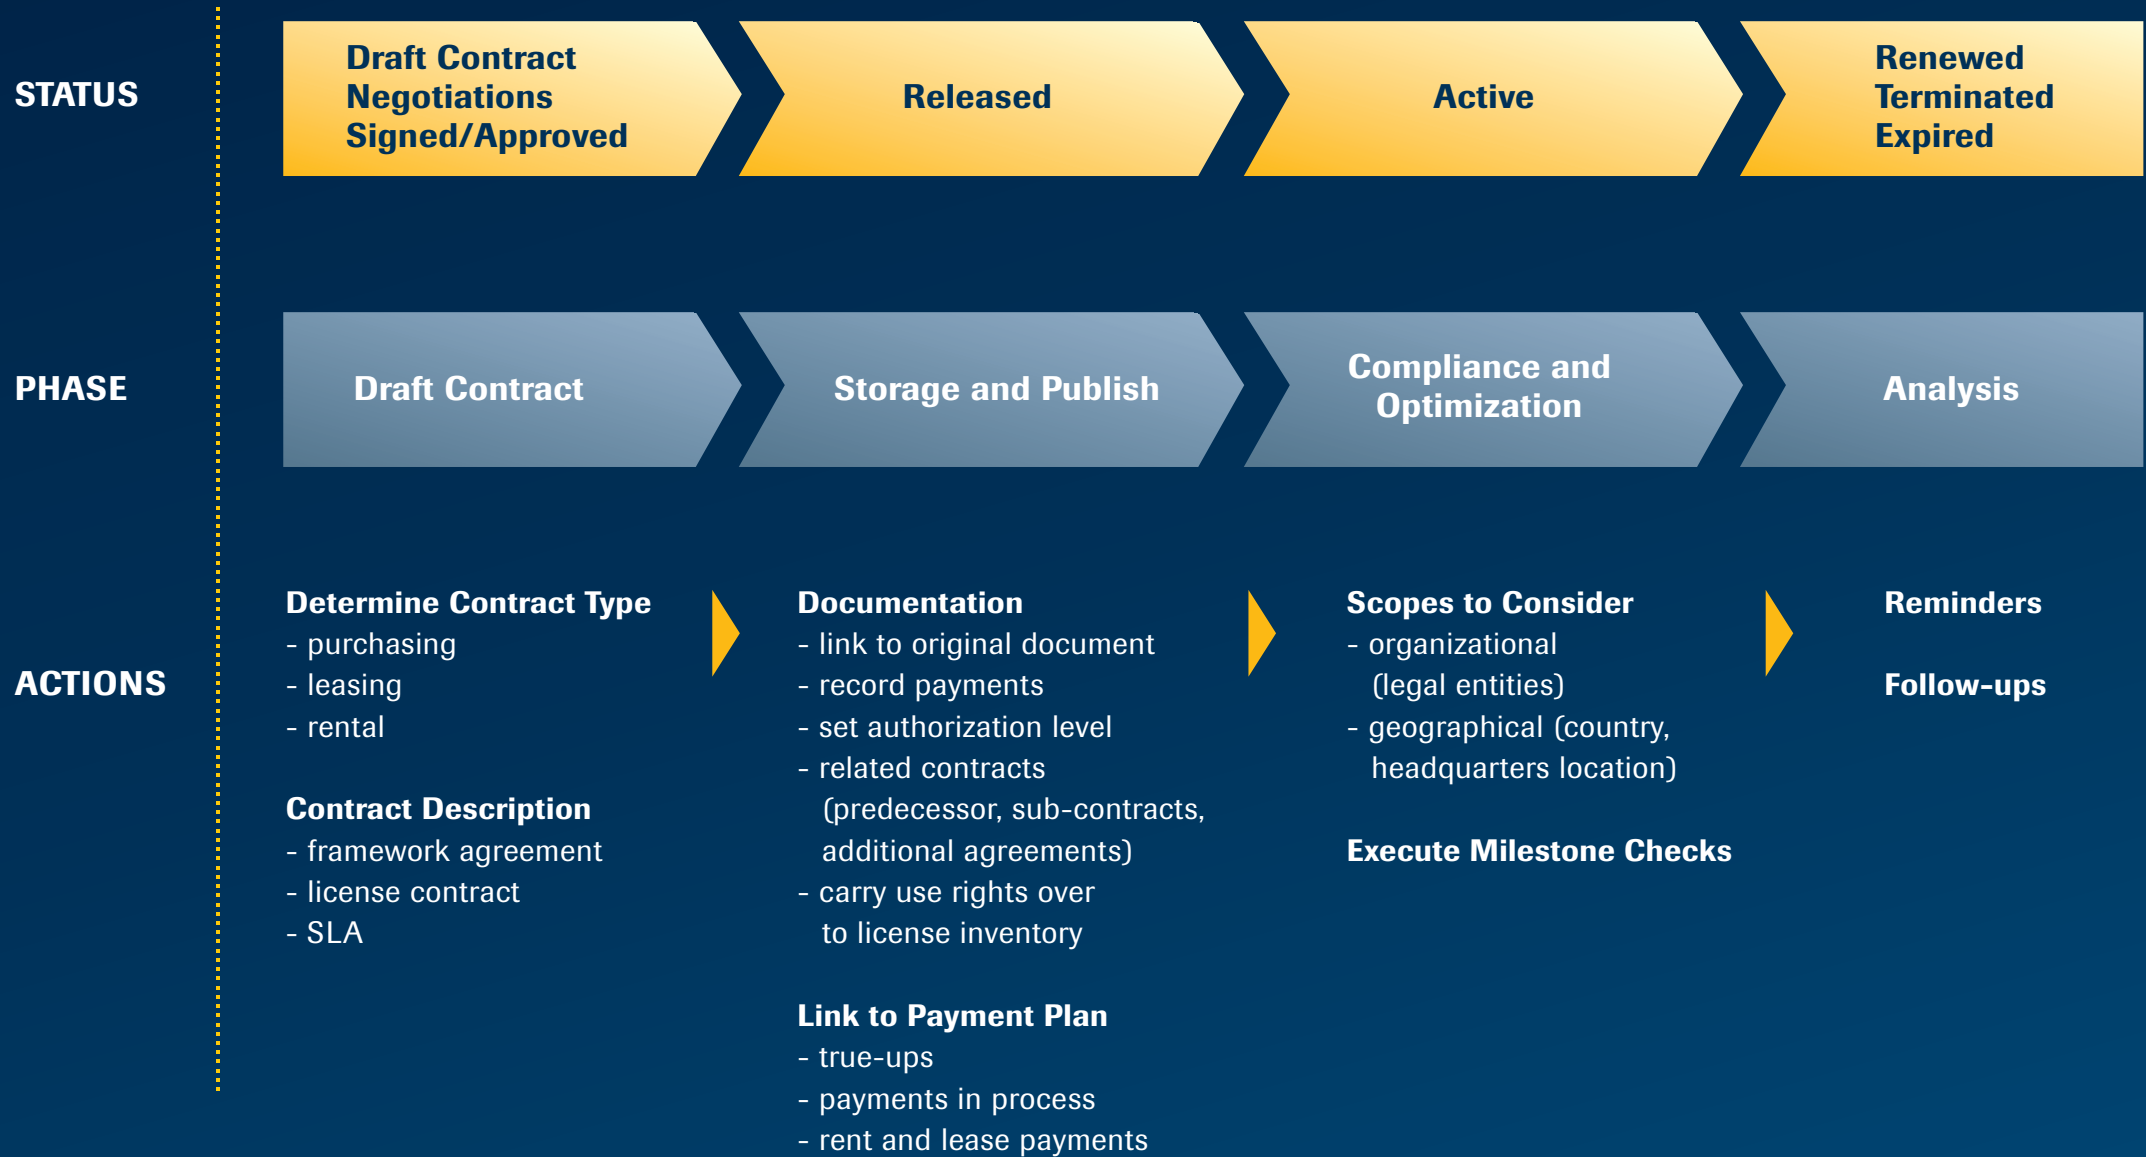 STATUS
Draft Contract
Negotiations
Signed/Approved
Released
Active
Renewed
Terminated
Expired
PHASE
Draft Contract
Storage and Publish
Compliance and
Optimization
Analysis
ACTIONS
Determine Contract Type
- purchasing
- leasing
- rental
Contract Description
- framework agreement
- license contract
- SLA
Documentation
- link to original document
- record payments
- set authorization level
- related contracts
(predecessor, sub-contracts,
additional agreements)
- carry use rights over
to license inventory
Link to Payment Plan
- true-ups
- payments in process
- rent and lease payments
Scopes to Consider
- organizational
(legal entities)
- geographical (country,
headquarters location)
Execute Milestone Checks
Reminders
Follow-ups